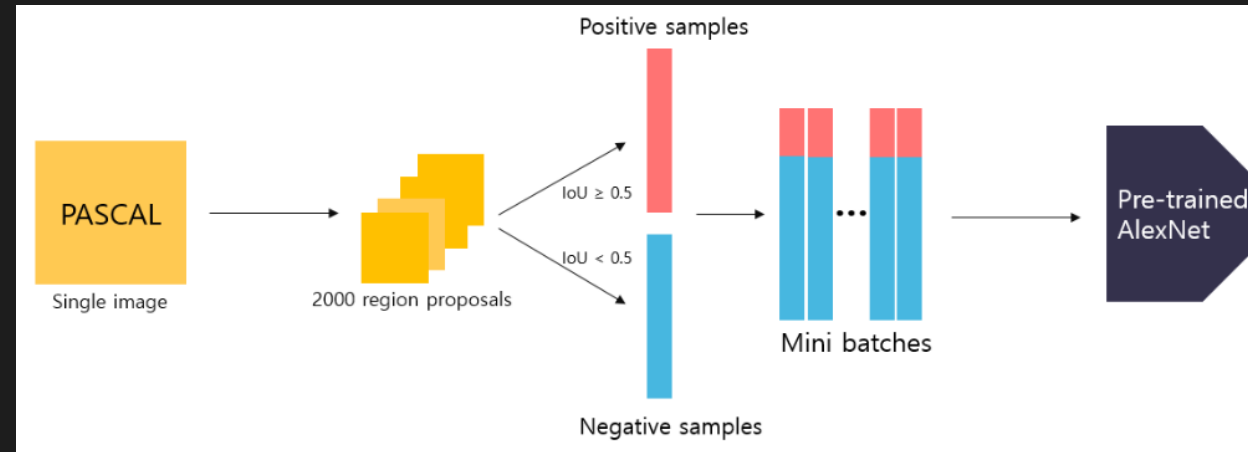 Positive samples
PASCAL
Single image
2000 region proposals
IoU ≥ 0.5
IoU < 0.5
Negative samples
Mini batches
Pre-trained
AlexNet